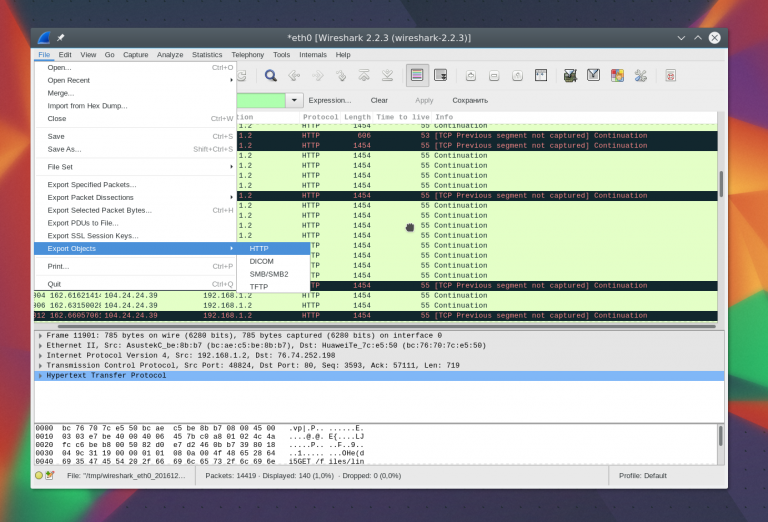 *eth0 [Wireshark 2.2.3 (wireshark-2.2.3)]
File Edit View Go Capture Analyze Statistics Telephony Tools Internals Help
Open... Ctrl+O
Open Recent
Merge...
Import from Hex Dump...
Close Ctrl+W
Save Ctrl+S
Save As... Shift+Ctrl+S
File Set
Export Specified Packets...
Export Packet Dissections
Export Selected Packet Bytes... Ctrl+H
Export PDUs to File...
Export SSL Session Keys...
Export Objects
Print... Ctrl+P
Quit Ctrl+Q
HTTP
DICOM
SMB/SMB2
TFTP
Expression... Clear Apply Сохранить
tion Protocol Length Time to live Info
1.2 HTTP 1454 55 Continuation
1.2 HTTP 606 53 [TCP Previous segment not captured] Continuation
1.2 HTTP 1454 55 [TCP Previous segment not captured] Continuation
1.2 HTTP 1454 55 Continuation
1.2 HTTP 1454 55 Continuation
1.2 HTTP 1454 55 Continuation
1.2 HTTP 1454 55 Continuation
1.2 HTTP 1454 55 [TCP Previous segment not captured] Continuation
1.2 HTTP 1454 55 Continuation
1.2 HTTP 1454 55 Continuation
1.2 HTTP 1454 55 Continuation
1.2 HTTP 1454 55 Continuation
1454 55 Continuation
1454 55 Continuation
1454 55 Continuation
1454 55 Continuation
1454 55 [TCP Previous segment not captured] Continuation
904 162.6162141 104.24.24.39 192.168.1.2 HTTP 1454 55 Continuation
906 162.6315002 104.24.24.39 192.168.1.2 HTTP 1454 55 Continuation
912 162.6605706 104.24.24.39 192.168.1.2 HTTP 1454 55 [TCP Previous segment not captured] Continuation
Frame 11901: 785 bytes on wire (6280 bits), 785 bytes captured (6280 bits) on interface 0
Ethernet II, Src: AsustekC_be:8b:b7 (bc:ae:c5:be:8b:b7), Dst: HuaweiTe_7c:e5:50 (bc:76:70:7c:e5:50)
Internet Protocol Version 4, Src: 192.168.1.2, Dst: 76.74.252.198
Transmission Control Protocol, Src Port: 48824, Dst Port: 80, Seq: 3593, Ack: 57111, Len: 719
Hypertext Transfer Protocol
0000 bc 76 70 7c e5 50 bc ae c5 be 8b b7 08 00 45 00 .vp|.P.. ......E.
0010 03 03 e7 be 40 00 40 06 45 7b c0 a8 01 02 4c 4a ....@.@. E{....LJ
0020 fc c6 be b8 00 50 82 d0 e7 d2 46 0b b7 39 80 18 .....P.. ..F..9..
0030 04 9c 31 19 00 00 01 01 08 0a 00 4f 48 65 28 64 ..1..... ...OHe(d
0040 69 35 47 45 54 20 2f 66 69 6c 65 73 2f 6c 69 6e i5GET /f iles/lin
File: "/tmp/wireshark_eth0_201612... Packets: 14419 · Displayed: 140 (1,0%) · Dropped: 0 (0,0%) Profile: Default